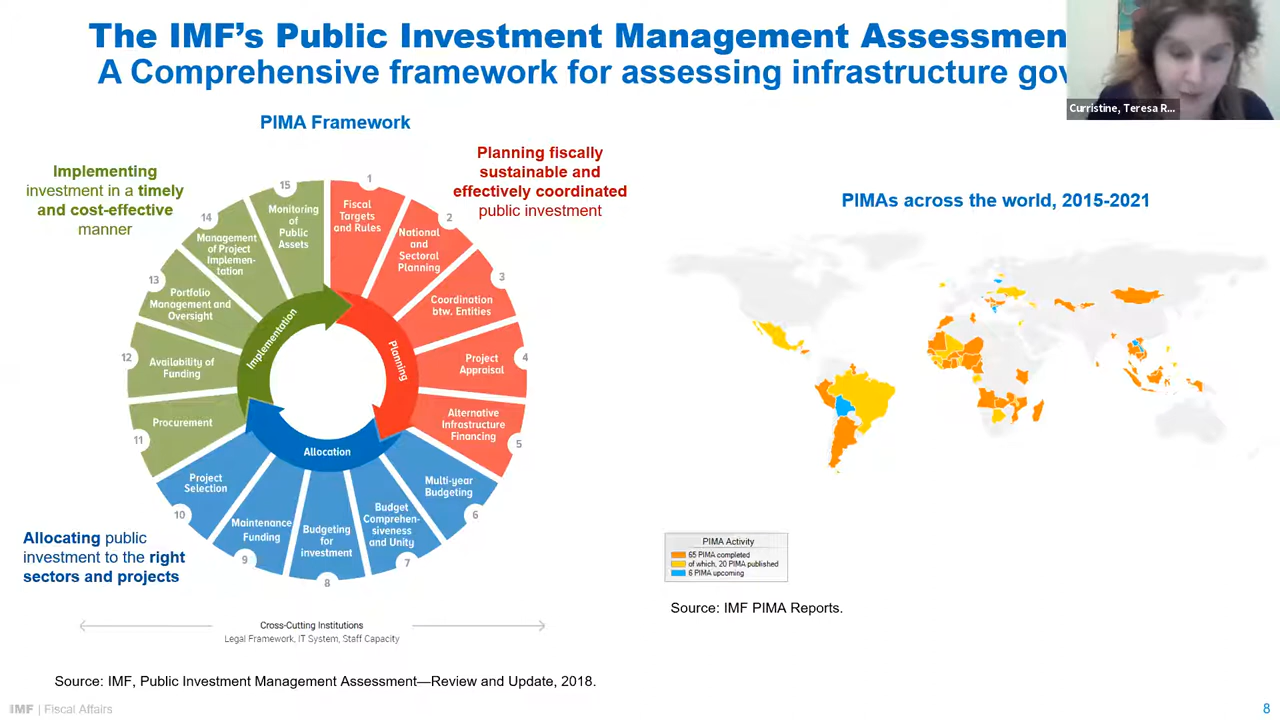 The IMF's Public Investment Management Assessmen
A Comprehensive framework for assessing infrastructure gov
Curristine, Teresa R...
PIMA Framework
Implementing
investment in a timely
and cost-effective
manner
Planning fiscally
sustainable and
effectively coordinated
public investment
1
Fiscal
Targets
and Rules
2
National
and
Sectoral
Planning
3
Coordination
btw. Entities
4
Project
Appraisal
5
Alternative
Infrastructure
Financing
6
Multi-year
Budgeting
7
Budget
Comprehen-
siveness
and Unity
8
Budgeting
for
investment
9
Maintenance
Funding
10
Project
Selection
11
Procurement
12
Availability of
Funding
13
Portfolio
Management and
Oversight
14
Management
of Project
Implemen-
tation
15
Monitoring
of
Public
Assets
Implementation
Planning
Allocation
Allocating public
investment to the right
sectors and projects
Cross-Cutting Institutions
Legal Framework, IT System, Staff Capacity
Source: IMF, Public Investment Management Assessment—Review and Update, 2018.
PIMAs across the world, 2015-2021
PIMA Activity
65 PIMA completed
of which, 20 PIMA published
6 PIMA upcoming
Source: IMF PIMA Reports.
IMF | Fiscal Affairs
8